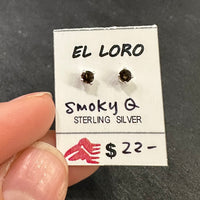 EL LORO
Smoky Q
STERLING SILVER
$22-